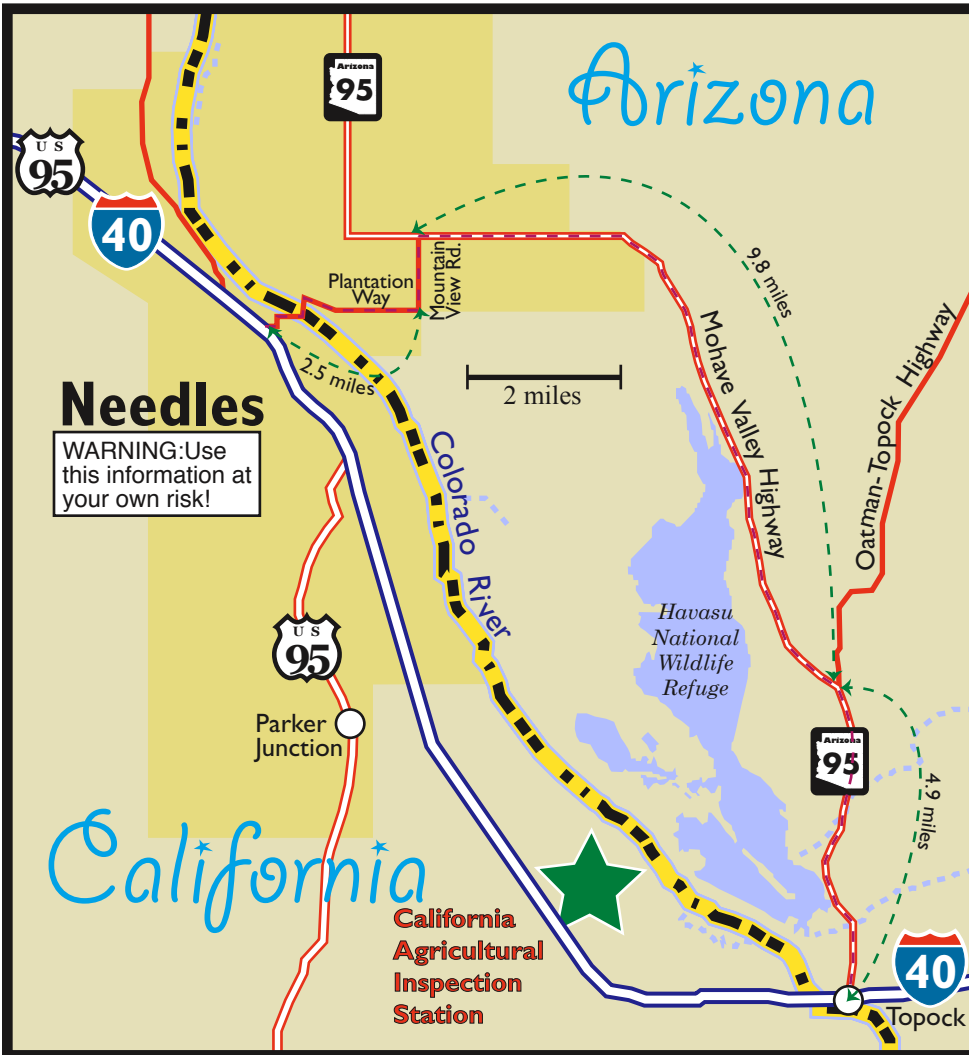 Arizona
95
Arizona
U S
95
40
Plantation
Way
Mountain
View Rd.
9.8 miles
2.5 miles
2 miles
Mohave Valley Highway
Oatman-Topock Highway
Needles
WARNING:Use
this information at
your own risk!
Colorado River
U S
95
Havasu
National
Wildlife
Refuge
Parker
Junction
Arizona
95
4.9 miles
California
California
Agricultural
Inspection
Station
40
Topock